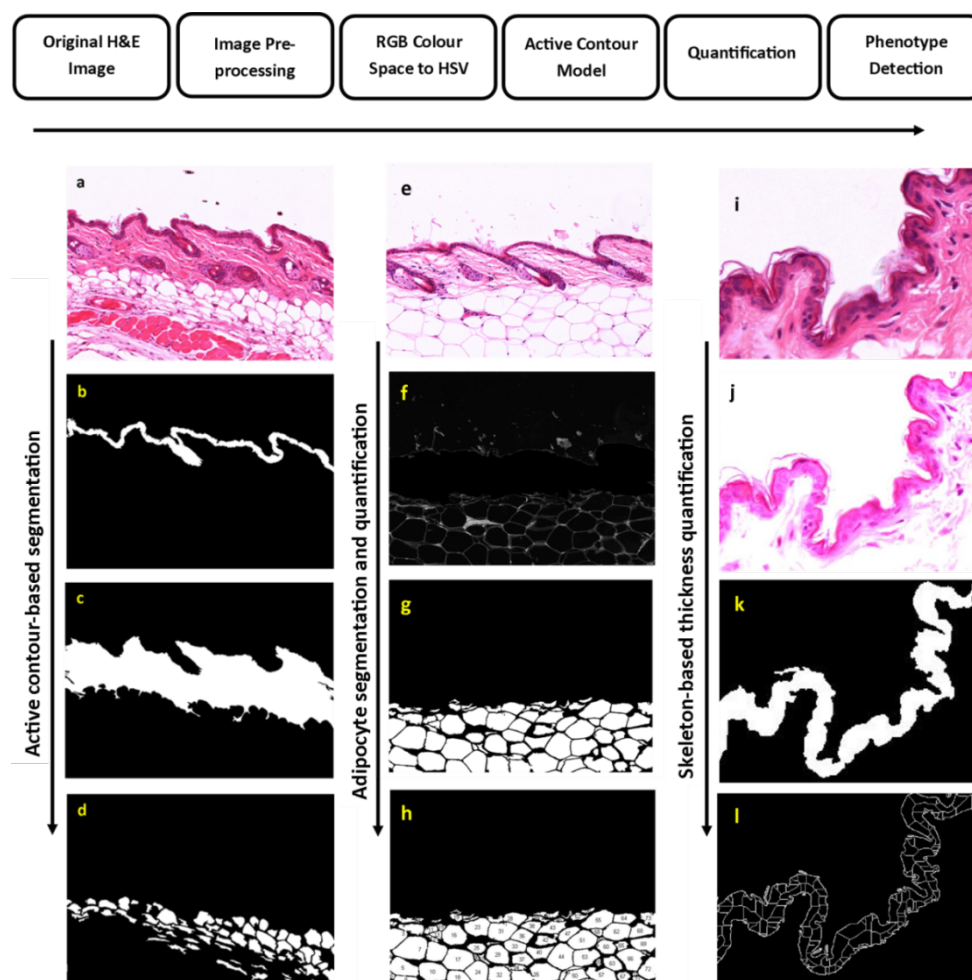 Original H&E
Image
Image Pre-
processing
RGB Colour
Space to HSV
Active Contour
Model
Quantification
Phenotype
Detection
Active contour-based segmentation
a
b
c
d
Adipocyte segmentation and quantification
e
f
g
h
Skeleton-based thickness quantification
i
j
k
l